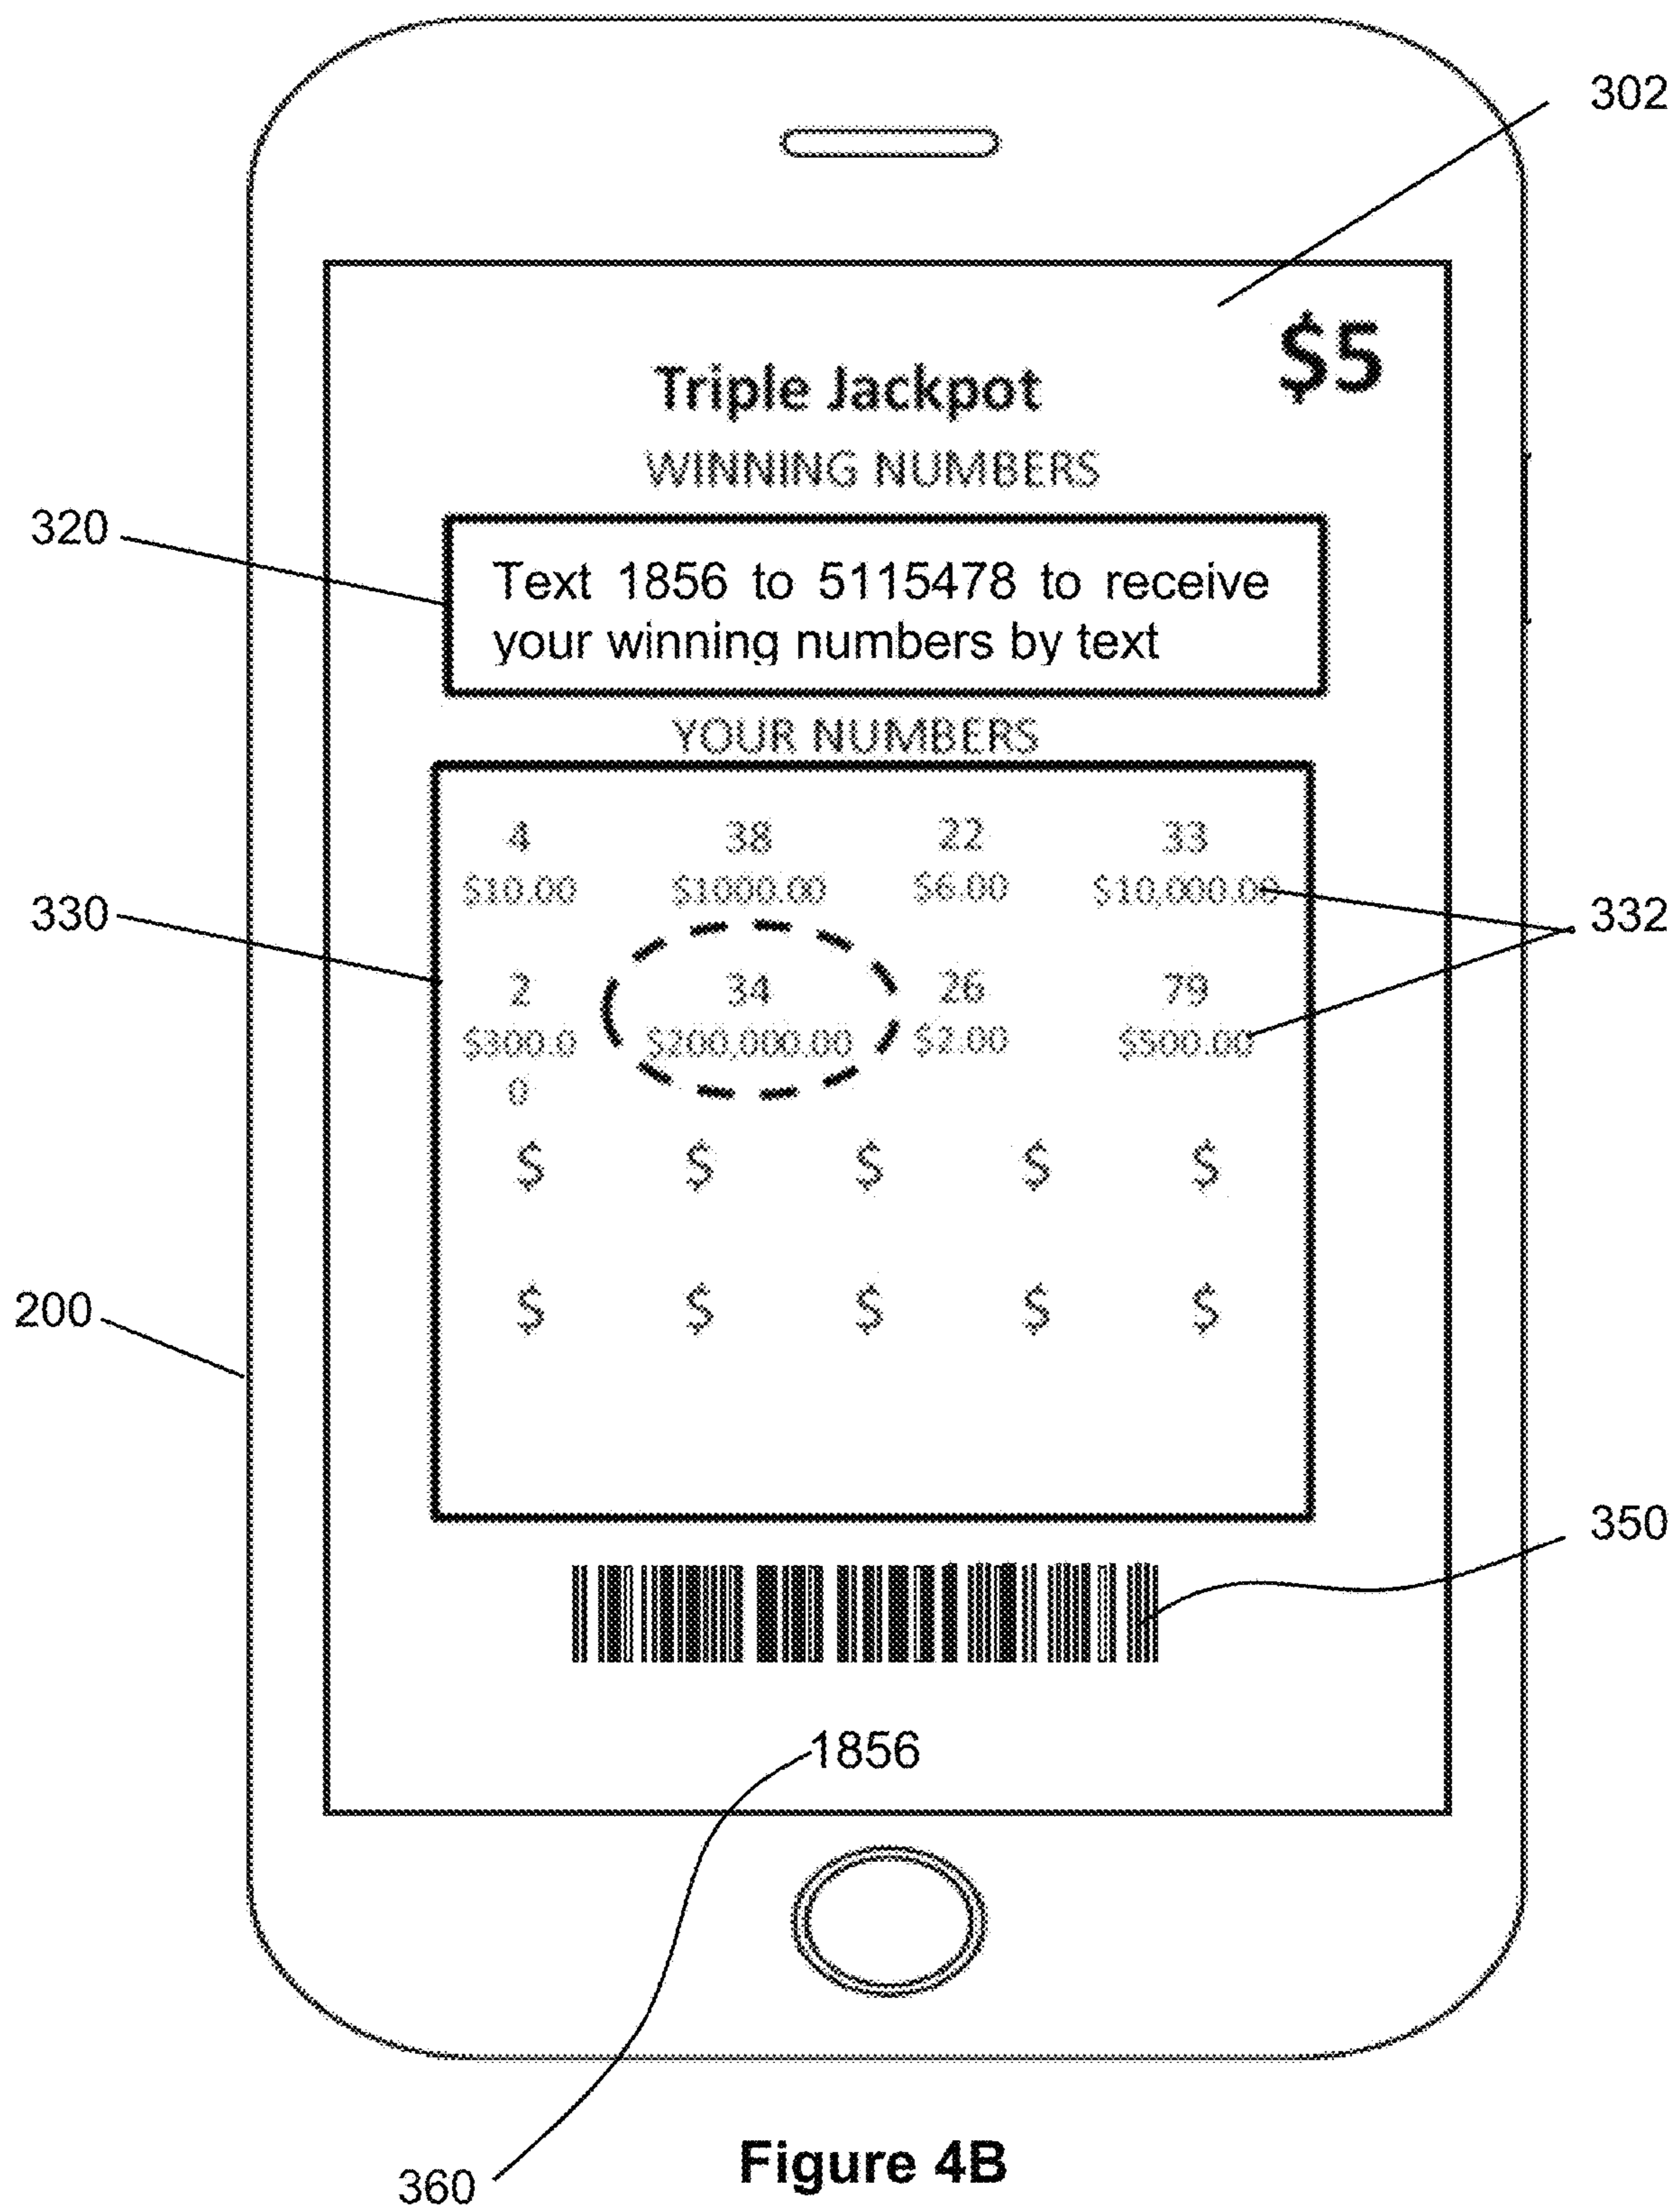 302
$5
Triple Jackpot
WINNING NUMBERS
320
Text 1856 to 5115478 to receive
your winning numbers by text
YOUR NUMBERS
4 38 22 33
$10.00 $1000.00 $6.00 $10,000.00
330
332
2 34 26 79
$300.0 $200,000.00 $2.00 $500.00
0
$ $ $ $ $
200
$ $ $ $ $
350
1856
360
Figure 4B